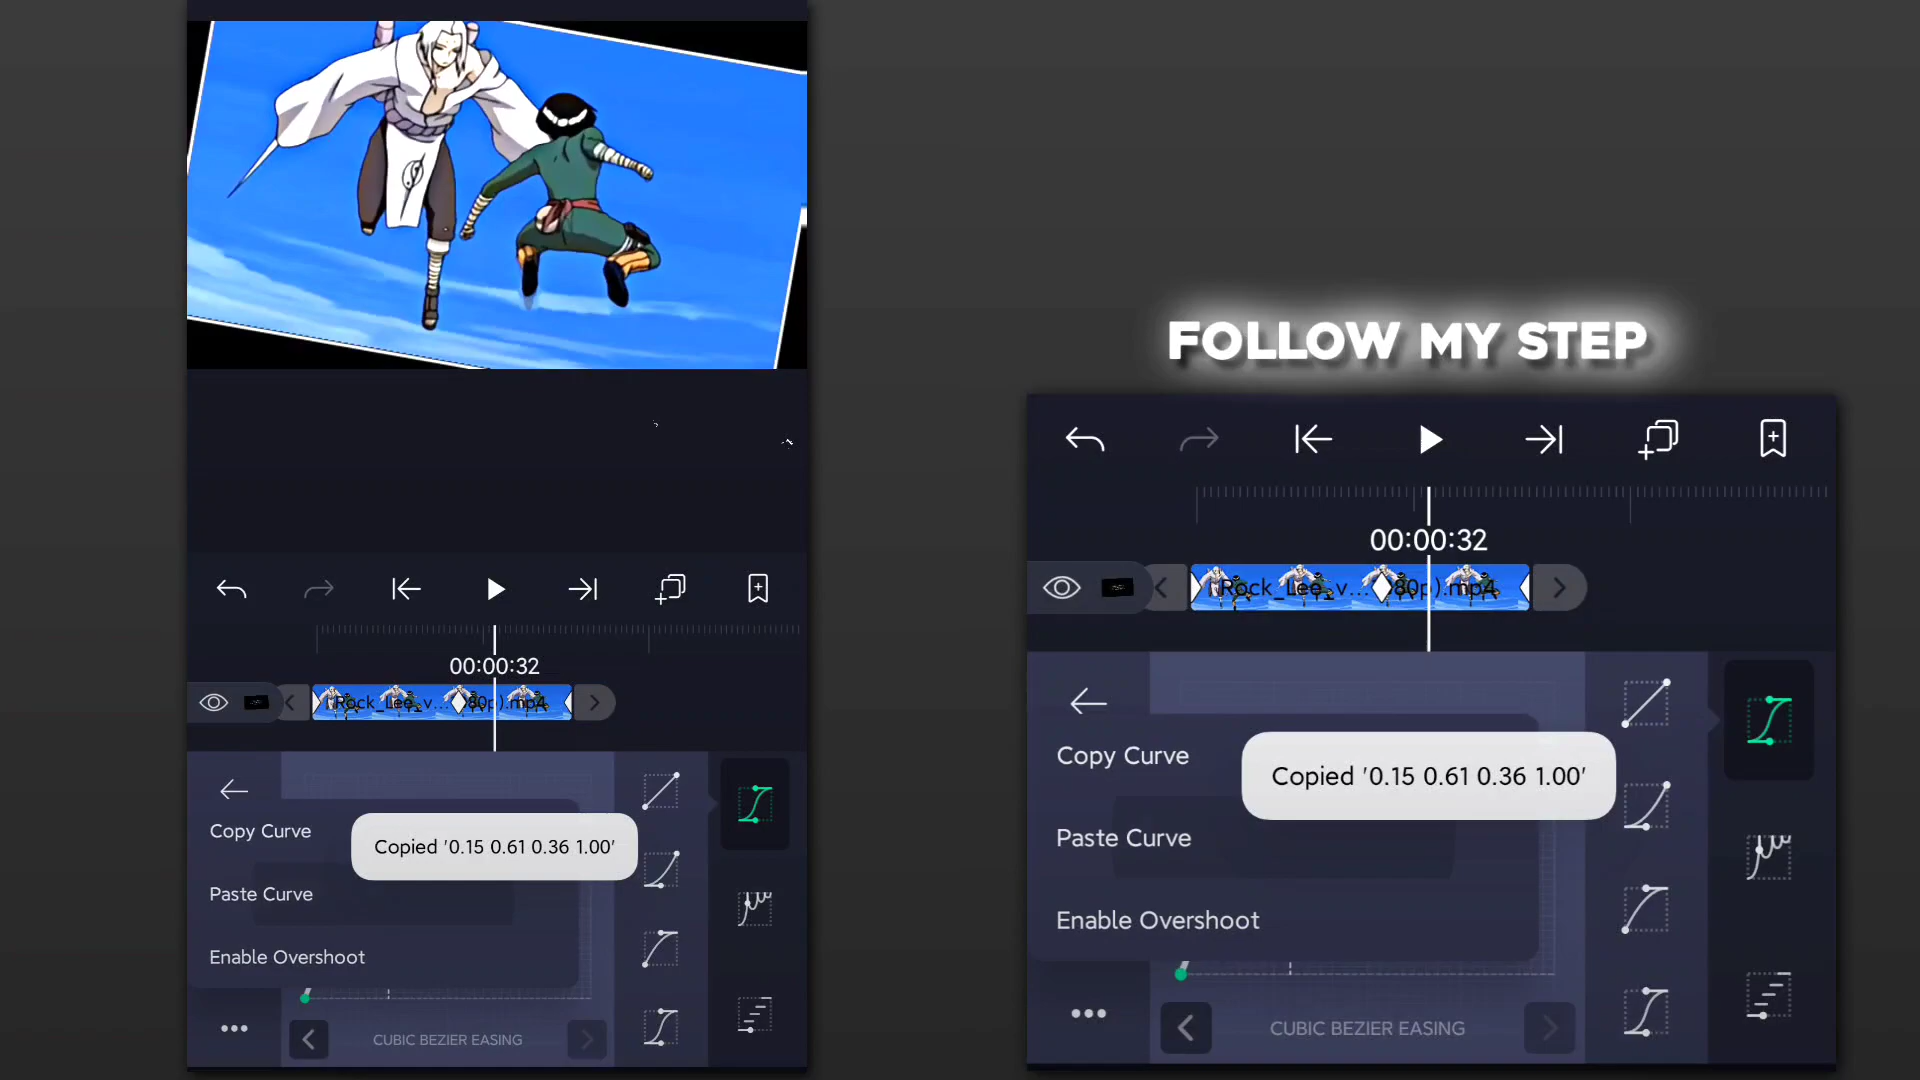 FOLLOW MY STEP
00:00:32
Rock_Lee_v...80p).mp4
Copy Curve
Copied '0.15 0.61 0.36 1.00'
Paste Curve
Enable Overshoot
CUBIC BEZIER EASING
00:00:32
Rock_Lee_v...80p).mp4
Copy Curve
Copied '0.15 0.61 0.36 1.00'
Paste Curve
Enable Overshoot
CUBIC BEZIER EASING